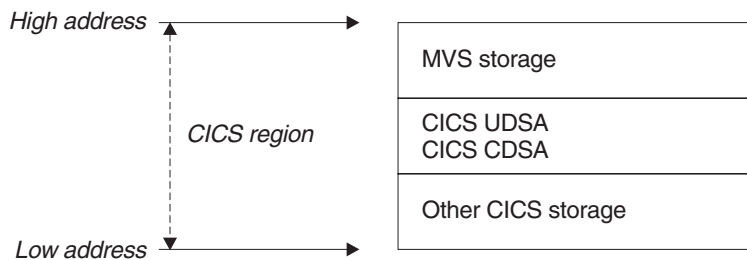 High address
MVS storage
CICS region
CICS UDSA
CICS CDSA
Other CICS storage
Low address